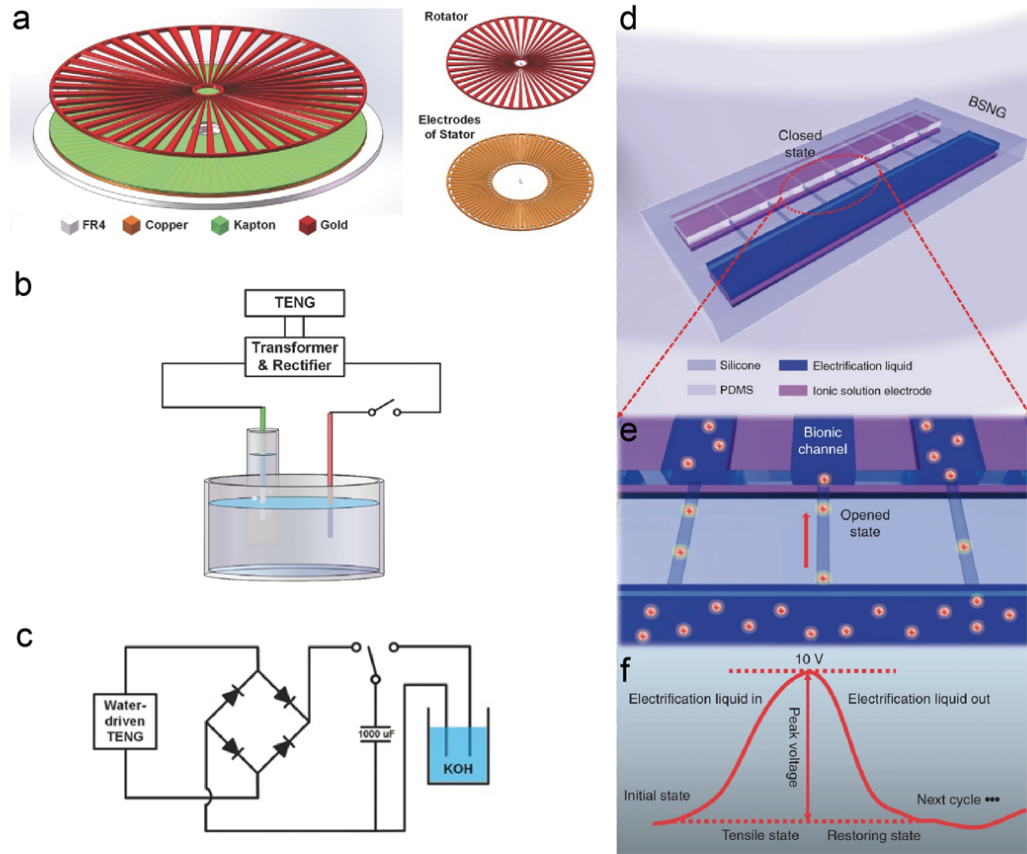 a
Rotator
Electrodes
of Stator
FR4
Copper
Kapton
Gold
b
TENG
Transformer
& Rectifier
c
Water-
driven
TENG
1000 uF
KOH
d
BSNG
Closed
state
Silicone
Electrification liquid
PDMS
Ionic solution electrode
e
Bionic
channel
Opened
state
f
10 V
Electrification liquid in
Electrification liquid out
Peak voltage
Initial state
Next cycle •••
Tensile state
Restoring state